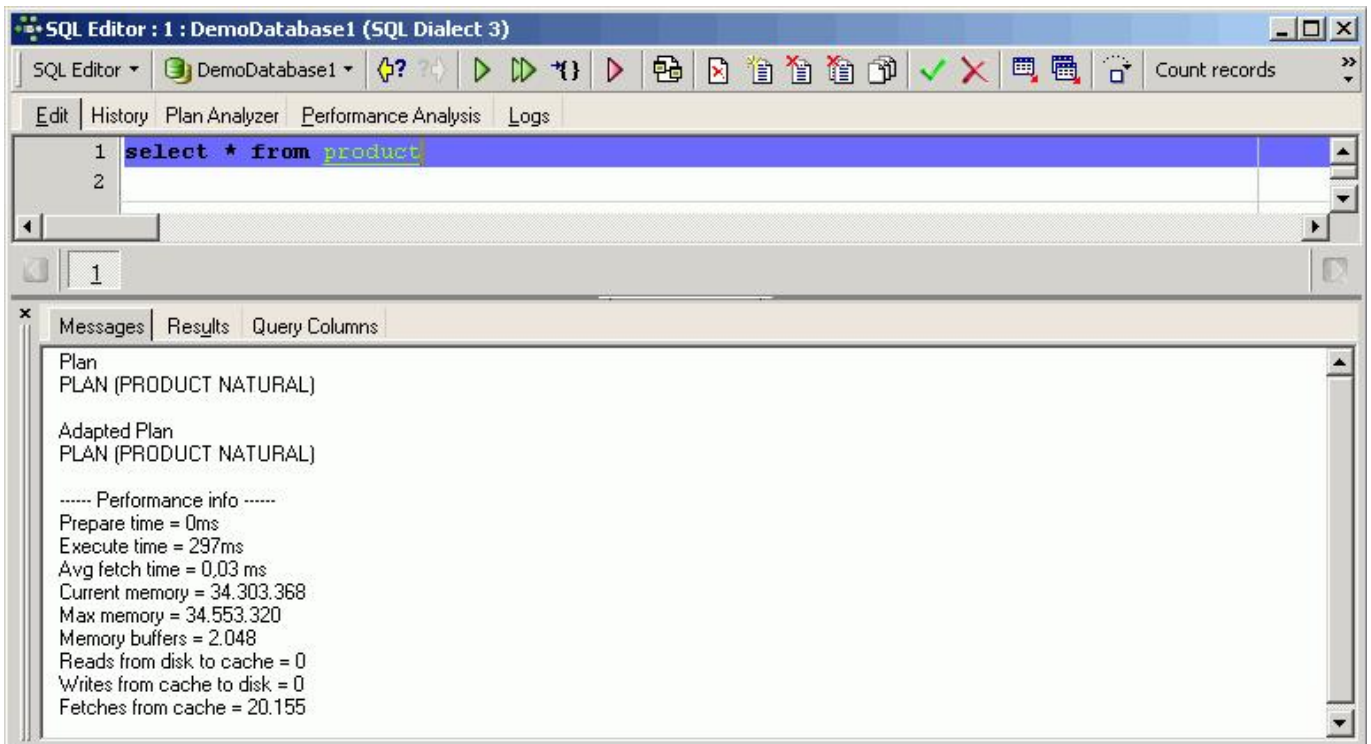 SQL Editor : 1 : DemoDatabase1 (SQL Dialect 3)
SQL Editor DemoDatabase1 Count records
Edit History Plan Analyzer Performance Analysis Logs
1 select * from product
2
1
Messages Results Query Columns
Plan
PLAN (PRODUCT NATURAL)
Adapted Plan
PLAN (PRODUCT NATURAL)
------ Performance info ------
Prepare time = 0ms
Execute time = 297ms
Avg fetch time = 0,03 ms
Current memory = 34.303.368
Max memory = 34.553.320
Memory buffers = 2.048
Reads from disk to cache = 0
Writes from cache to disk = 0
Fetches from cache = 20.155